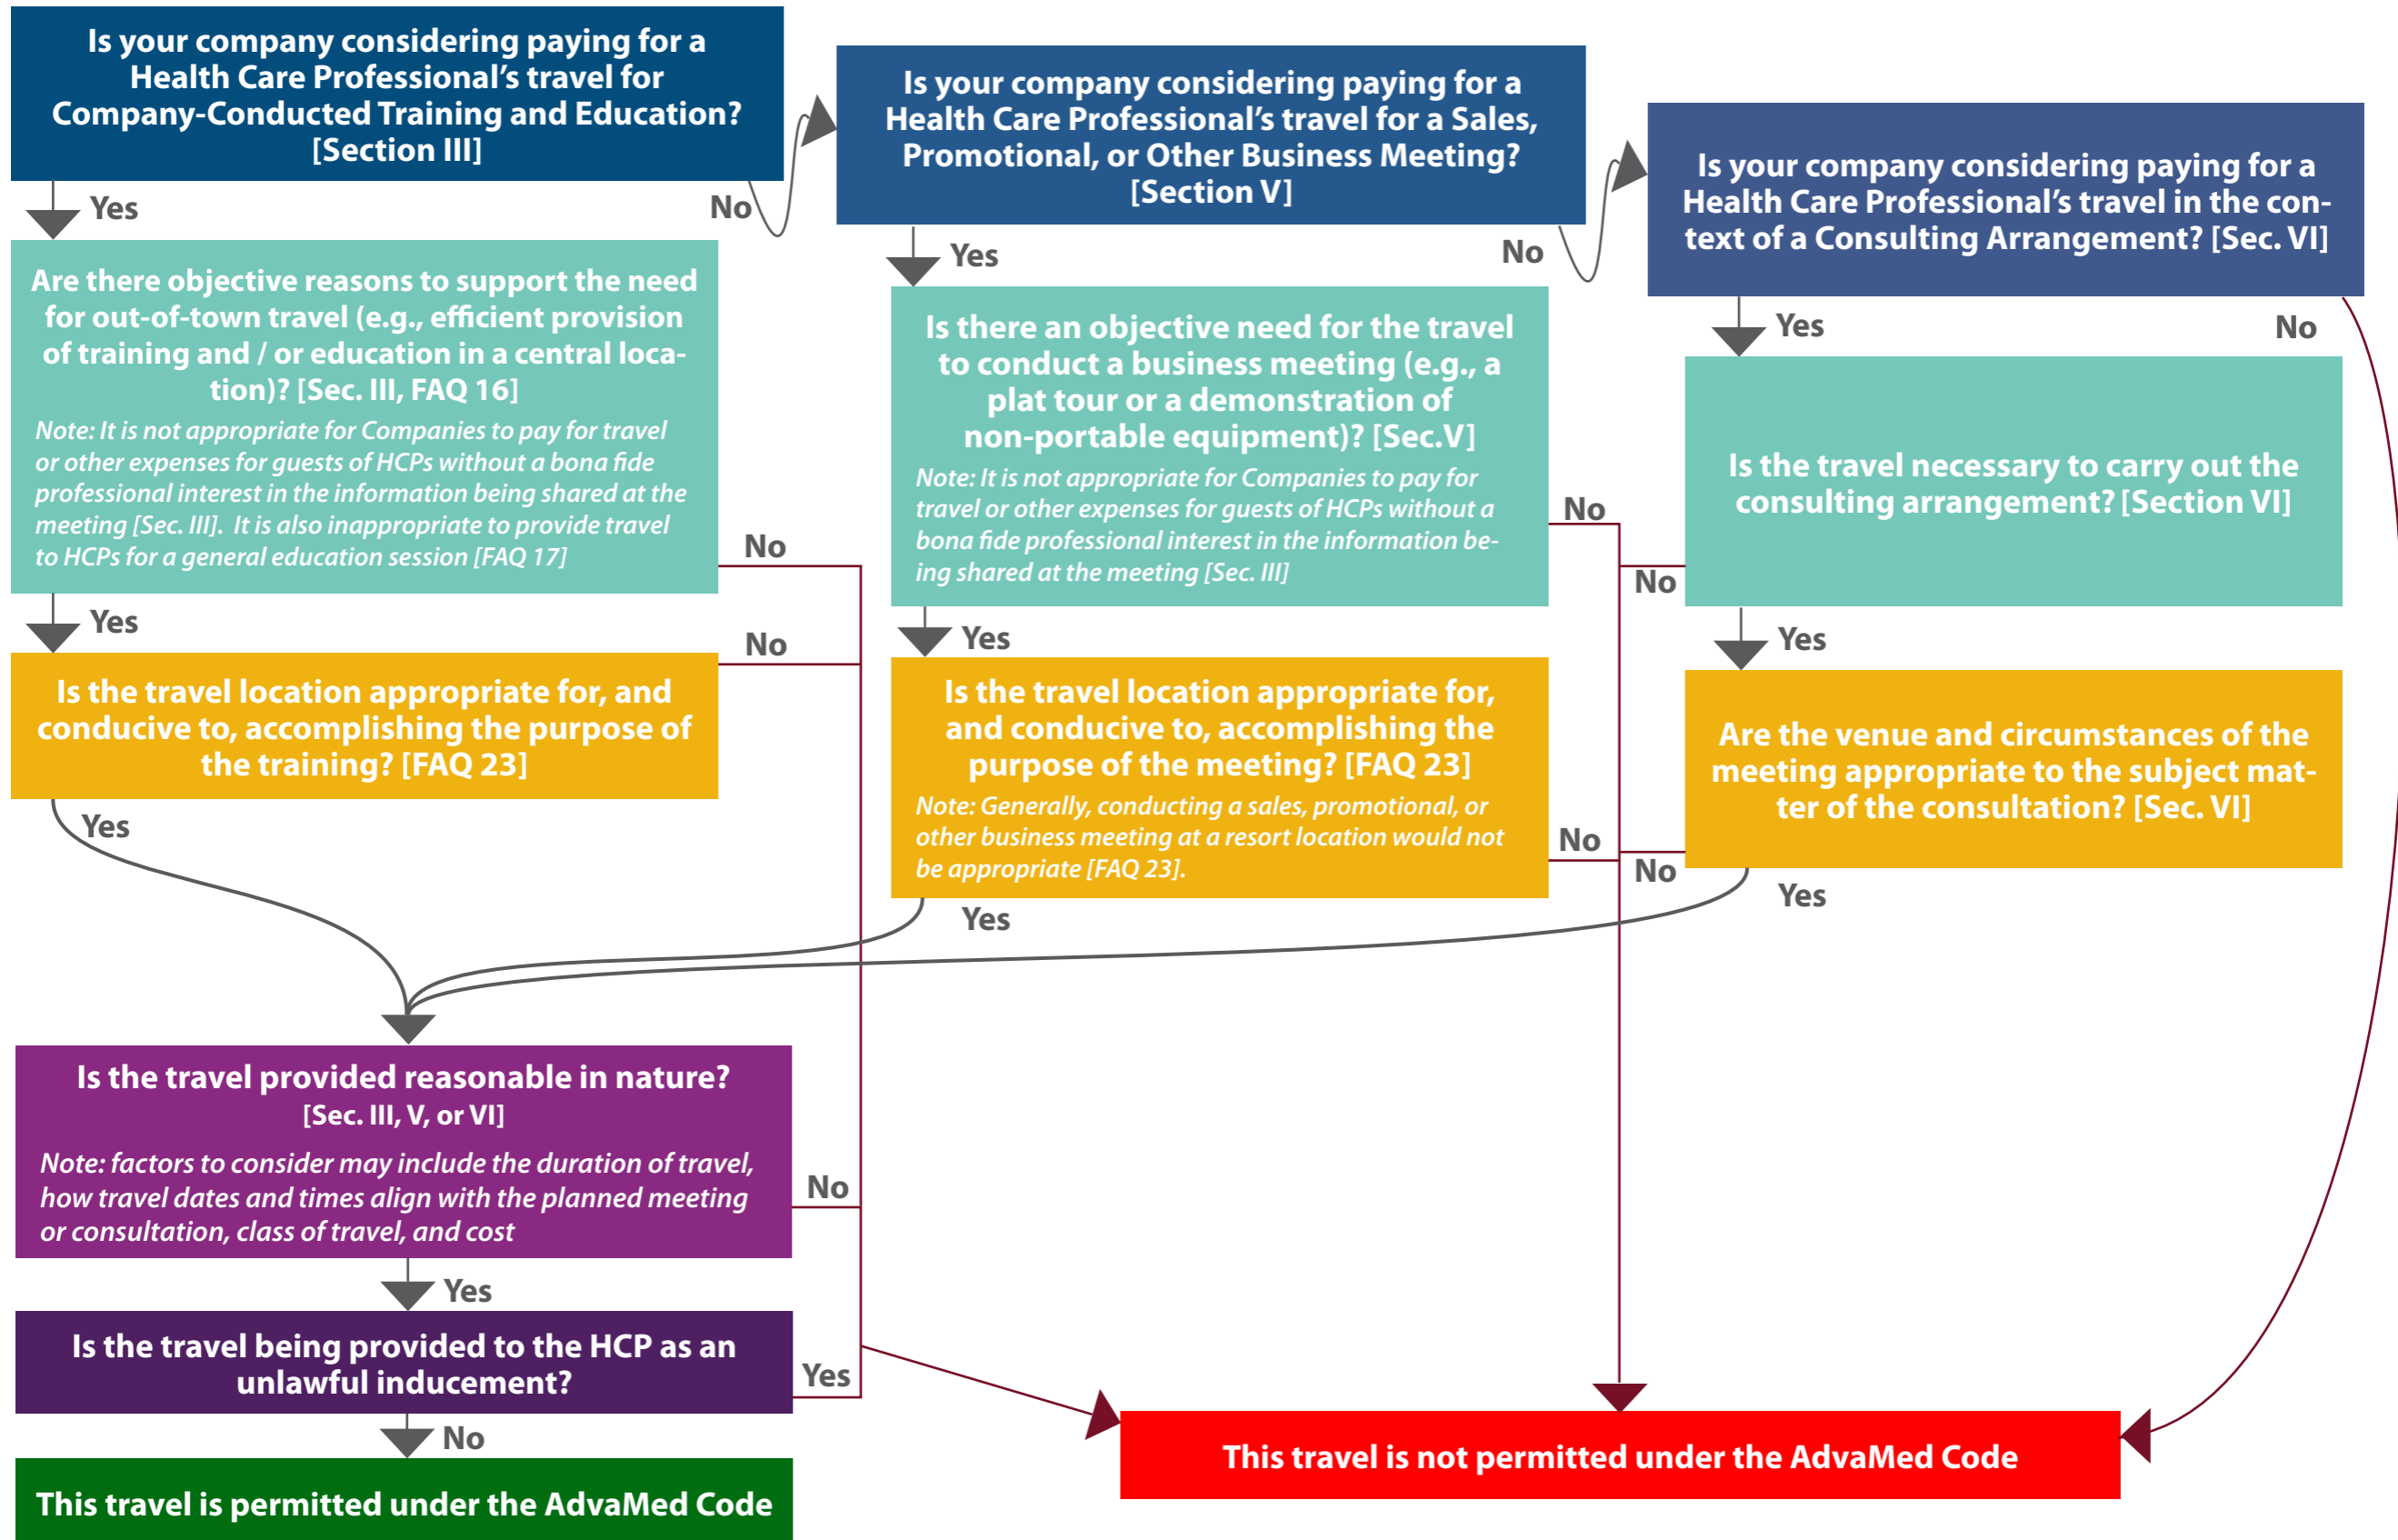 Is your company considering paying for a
Health Care Professional's travel for
Company-Conducted Training and Education?
[Section III]
Yes
No
Is your company considering paying for a
Health Care Professional's travel for a Sales,
Promotional, or Other Business Meeting?
[Section V]
Yes
No
Is your company considering paying for a
Health Care Professional's travel in the con-
text of a Consulting Arrangement? [Sec. VI]
Yes
No
Are there objective reasons to support the need
for out-of-town travel (e.g., efficient provision
of training and / or education in a central loca-
tion)? [Sec. III, FAQ 16]
Note: It is not appropriate for Companies to pay for travel
or other expenses for guests of HCPs without a bona fide
professional interest in the information being shared at the
meeting [Sec. III].  It is also inappropriate to provide travel
to HCPs for a general education session [FAQ 17]
No
Yes
Is there an objective need for the travel
to conduct a business meeting (e.g., a
plat tour or a demonstration of
non-portable equipment)? [Sec.V]
Note: It is not appropriate for Companies to pay for
travel or other expenses for guests of HCPs without a
bona fide professional interest in the information be-
ing shared at the meeting [Sec. III]
No
Yes
Is the travel necessary to carry out the
consulting arrangement? [Section VI]
No
Yes
Is the travel location appropriate for, and
conducive to, accomplishing the purpose of
the training? [FAQ 23]
No
Yes
Is the travel location appropriate for,
and conducive to, accomplishing the
purpose of the meeting? [FAQ 23]
Note: Generally, conducting a sales, promotional, or
other business meeting at a resort location would not
be appropriate [FAQ 23].
No
Yes
Are the venue and circumstances of the
meeting appropriate to the subject mat-
ter of the consultation? [Sec. VI]
No
Yes
Is the travel provided reasonable in nature?
[Sec. III, V, or VI]
Note: factors to consider may include the duration of travel,
how travel dates and times align with the planned meeting
or consultation, class of travel, and cost
No
Yes
Is the travel being provided to the HCP as an
unlawful inducement?
Yes
No
This travel is permitted under the AdvaMed Code
This travel is not permitted under the AdvaMed Code